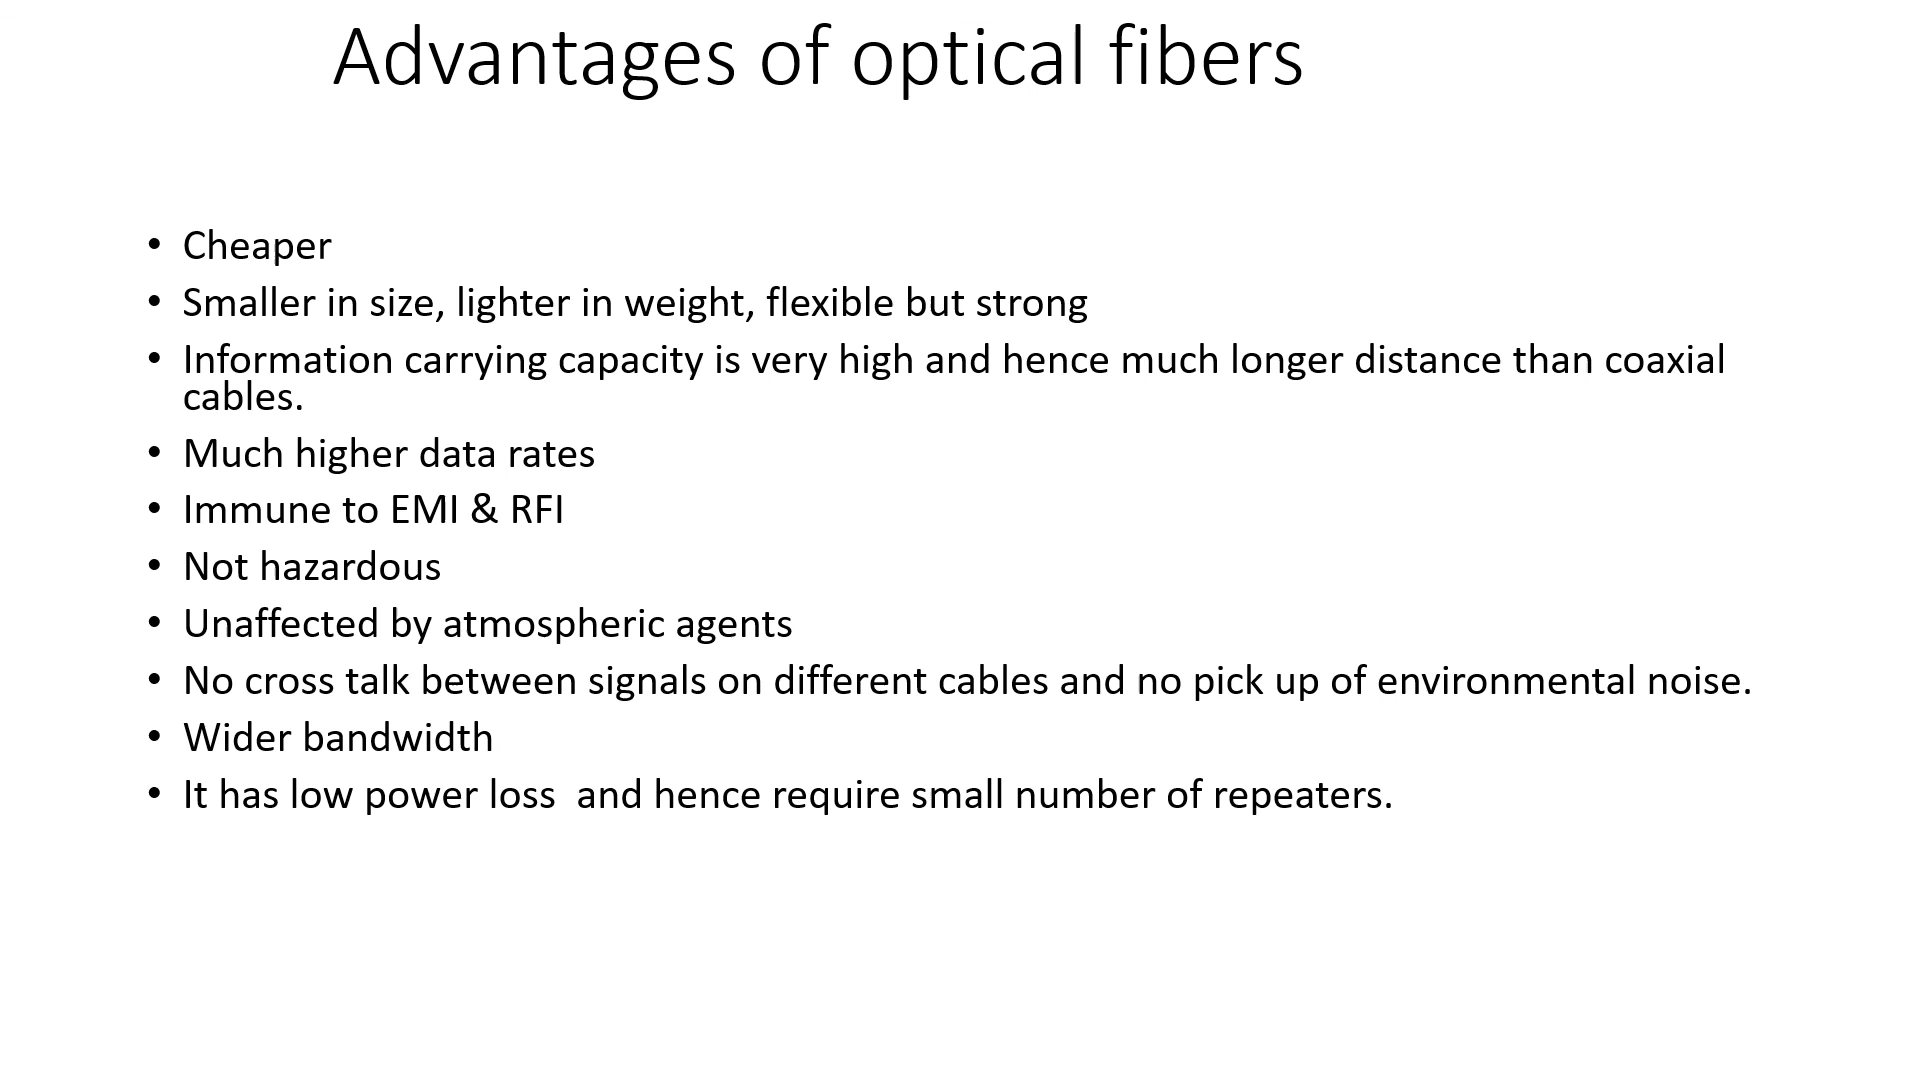 Advantages of optical fibers
• Cheaper
• Smaller in size, lighter in weight, flexible but strong
• Information carrying capacity is very high and hence much longer distance than coaxial
cables.
• Much higher data rates
• Immune to EMI & RFI
• Not hazardous
• Unaffected by atmospheric agents
• No cross talk between signals on different cables and no pick up of environmental noise.
• Wider bandwidth
• It has low power loss  and hence require small number of repeaters.